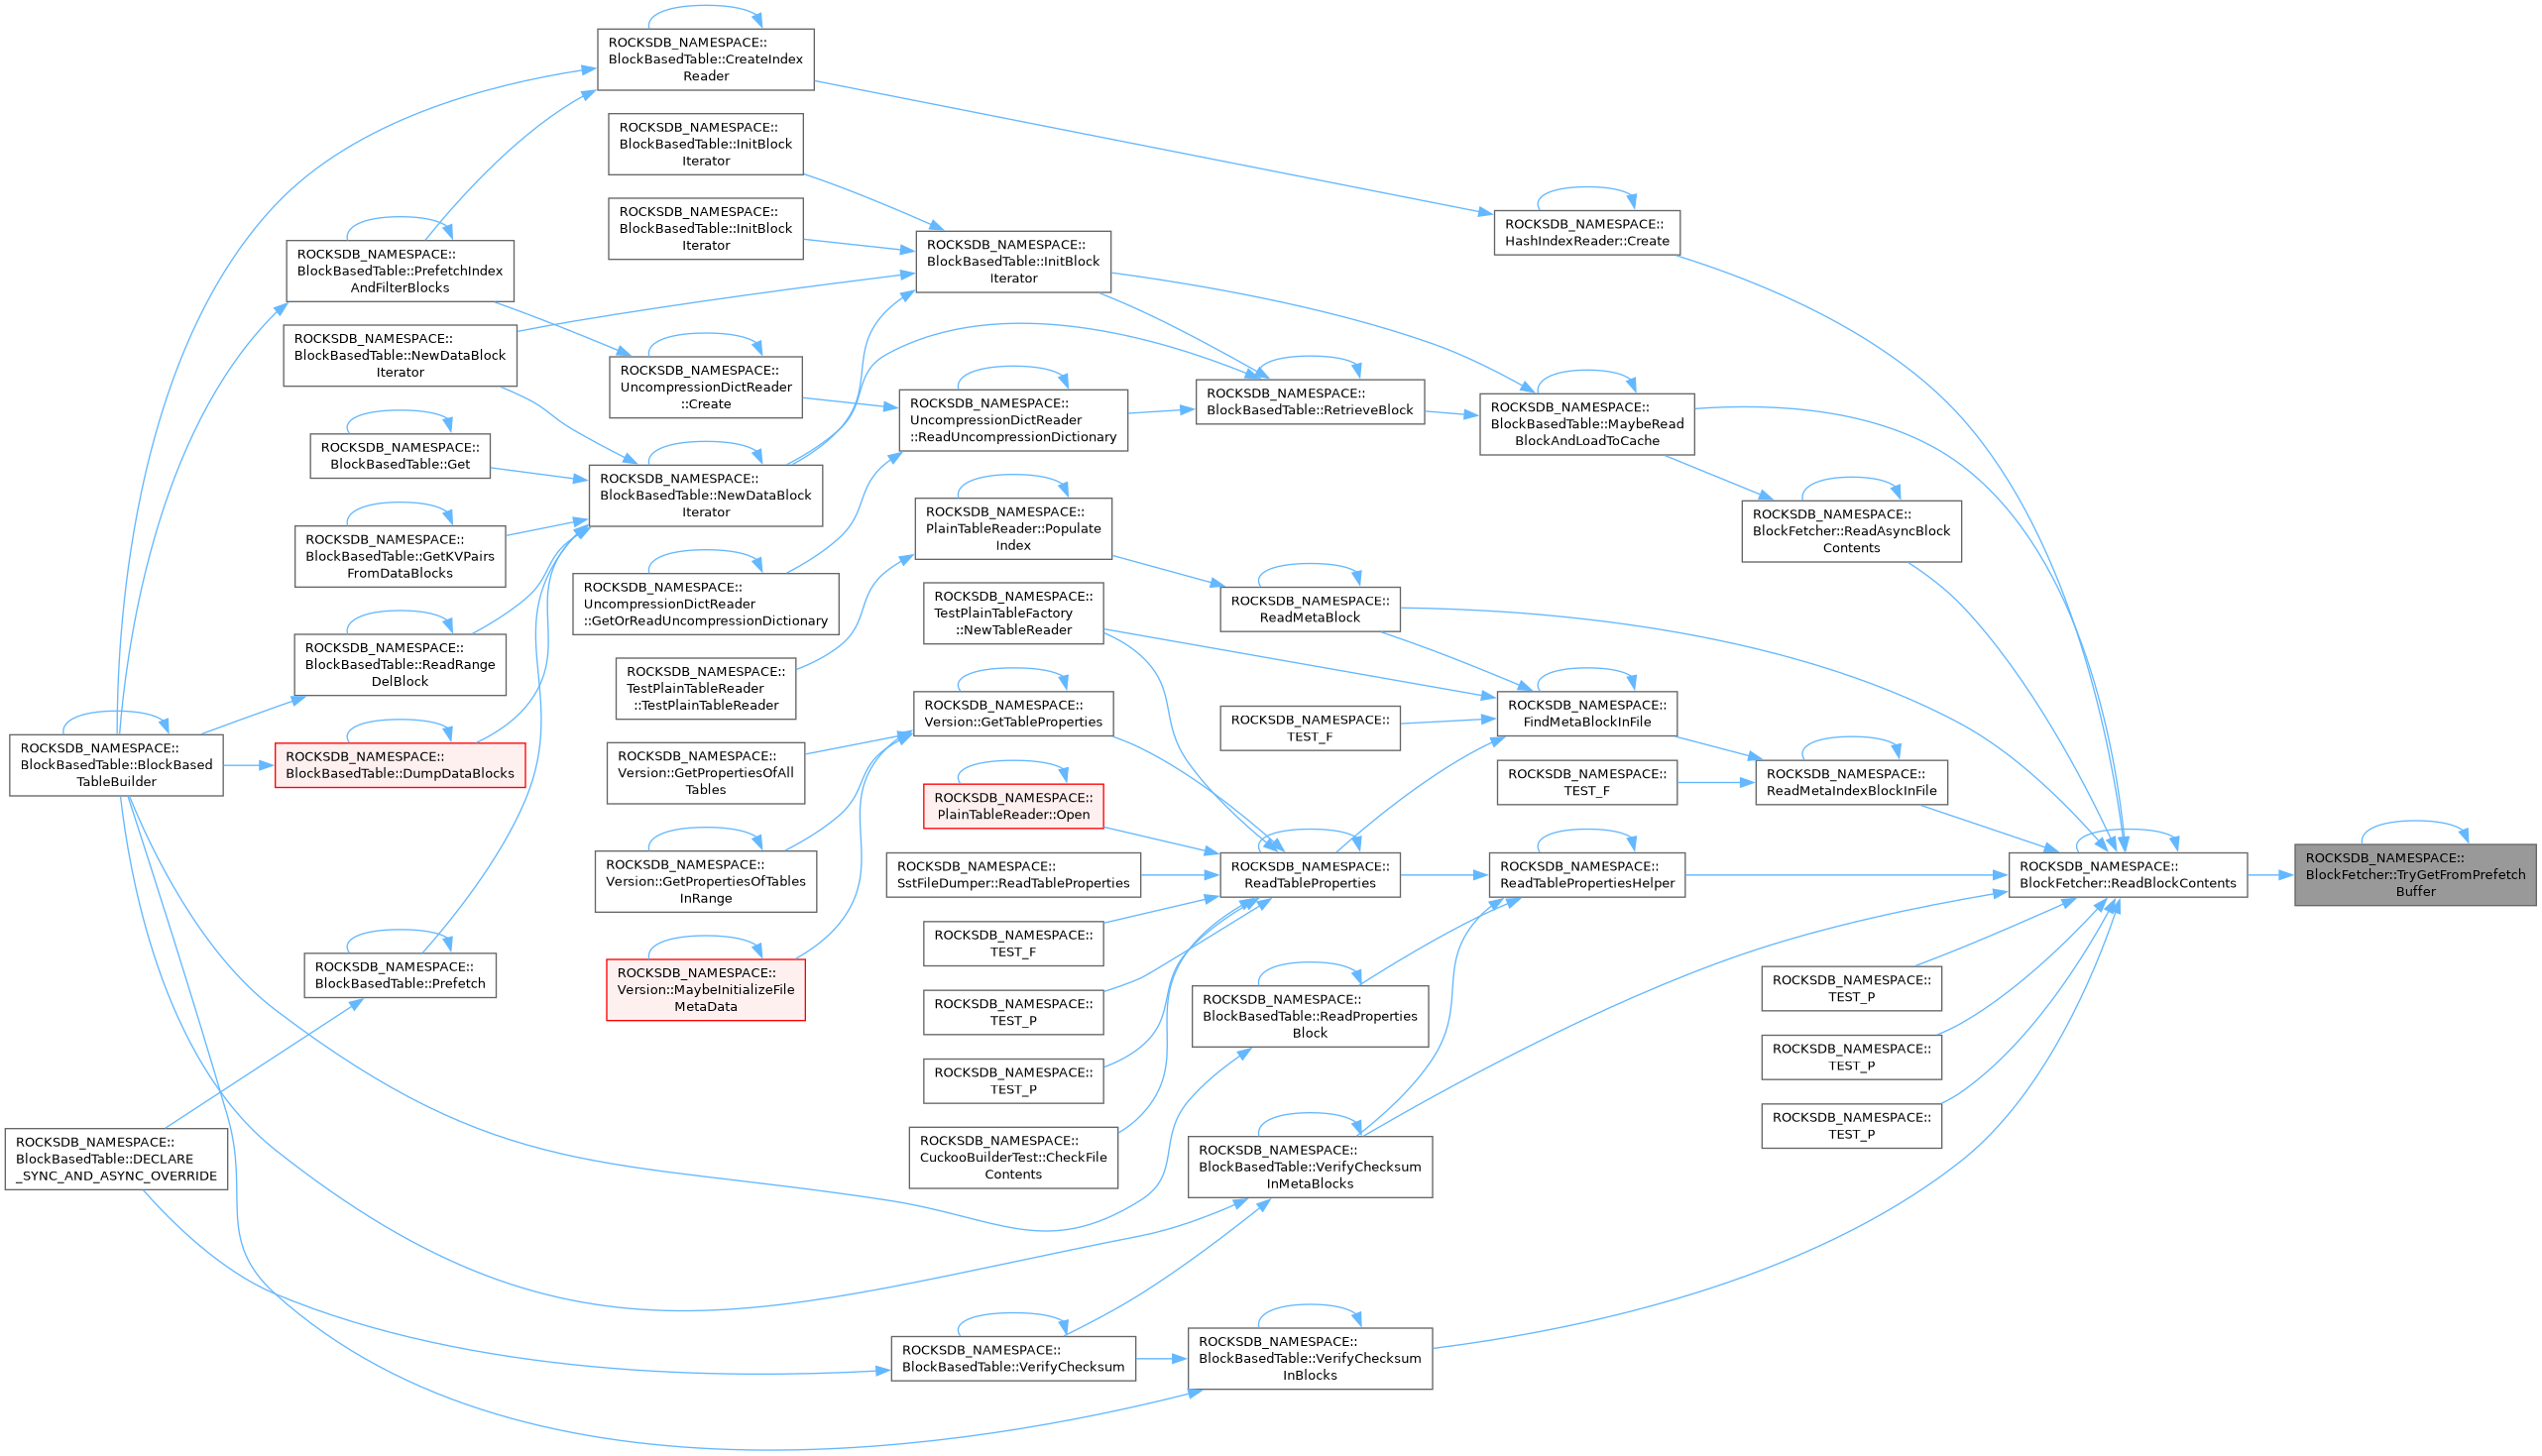 ROCKSDB_NAMESPACE::
BlockBasedTable::BlockBased
TableBuilder
ROCKSDB_NAMESPACE::
BlockBasedTable::DECLARE
_SYNC_AND_ASYNC_OVERRIDE
ROCKSDB_NAMESPACE::
BlockBasedTable::PrefetchIndex
AndFilterBlocks
ROCKSDB_NAMESPACE::
BlockBasedTable::NewDataBlock
Iterator
ROCKSDB_NAMESPACE::
BlockBasedTable::Get
ROCKSDB_NAMESPACE::
BlockBasedTable::GetKVPairs
FromDataBlocks
ROCKSDB_NAMESPACE::
BlockBasedTable::ReadRange
DelBlock
ROCKSDB_NAMESPACE::
BlockBasedTable::DumpDataBlocks
ROCKSDB_NAMESPACE::
BlockBasedTable::Prefetch
ROCKSDB_NAMESPACE::
BlockBasedTable::CreateIndex
Reader
ROCKSDB_NAMESPACE::
BlockBasedTable::InitBlock
Iterator
ROCKSDB_NAMESPACE::
BlockBasedTable::InitBlock
Iterator
ROCKSDB_NAMESPACE::
UncompressionDictReader
::Create
ROCKSDB_NAMESPACE::
BlockBasedTable::NewDataBlock
Iterator
ROCKSDB_NAMESPACE::
UncompressionDictReader
::GetOrReadUncompressionDictionary
ROCKSDB_NAMESPACE::
TestPlainTableReader
::TestPlainTableReader
ROCKSDB_NAMESPACE::
Version::GetPropertiesOfAll
Tables
ROCKSDB_NAMESPACE::
Version::GetPropertiesOfTables
InRange
ROCKSDB_NAMESPACE::
Version::MaybeInitializeFile
MetaData
ROCKSDB_NAMESPACE::
BlockBasedTable::InitBlock
Iterator
ROCKSDB_NAMESPACE::
UncompressionDictReader
::ReadUncompressionDictionary
ROCKSDB_NAMESPACE::
PlainTableReader::Populate
Index
ROCKSDB_NAMESPACE::
TestPlainTableFactory
::NewTableReader
ROCKSDB_NAMESPACE::
Version::GetTableProperties
ROCKSDB_NAMESPACE::
PlainTableReader::Open
ROCKSDB_NAMESPACE::
SstFileDumper::ReadTableProperties
ROCKSDB_NAMESPACE::
TEST_F
ROCKSDB_NAMESPACE::
TEST_P
ROCKSDB_NAMESPACE::
TEST_P
ROCKSDB_NAMESPACE::
CuckooBuilderTest::CheckFile
Contents
ROCKSDB_NAMESPACE::
BlockBasedTable::VerifyChecksum
ROCKSDB_NAMESPACE::
BlockBasedTable::RetrieveBlock
ROCKSDB_NAMESPACE::
ReadMetaBlock
ROCKSDB_NAMESPACE::
TEST_F
ROCKSDB_NAMESPACE::
ReadTableProperties
ROCKSDB_NAMESPACE::
BlockBasedTable::ReadProperties
Block
ROCKSDB_NAMESPACE::
BlockBasedTable::VerifyChecksum
InMetaBlocks
ROCKSDB_NAMESPACE::
BlockBasedTable::VerifyChecksum
InBlocks
ROCKSDB_NAMESPACE::
HashIndexReader::Create
ROCKSDB_NAMESPACE::
BlockBasedTable::MaybeRead
BlockAndLoadToCache
ROCKSDB_NAMESPACE::
FindMetaBlockInFile
ROCKSDB_NAMESPACE::
TEST_F
ROCKSDB_NAMESPACE::
ReadTablePropertiesHelper
ROCKSDB_NAMESPACE::
BlockFetcher::ReadAsyncBlock
Contents
ROCKSDB_NAMESPACE::
ReadMetaIndexBlockInFile
ROCKSDB_NAMESPACE::
TEST_P
ROCKSDB_NAMESPACE::
TEST_P
ROCKSDB_NAMESPACE::
TEST_P
ROCKSDB_NAMESPACE::
BlockFetcher::ReadBlockContents
ROCKSDB_NAMESPACE::
BlockFetcher::TryGetFromPrefetch
Buffer